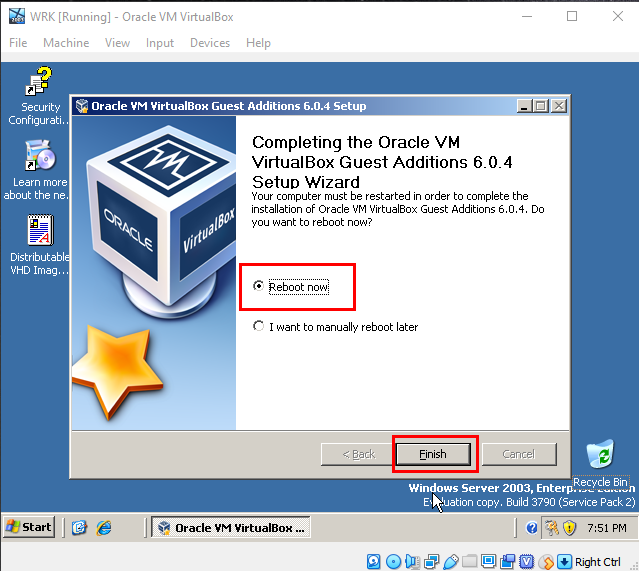 WRK [Running] - Oracle VM VirtualBox
File Machine View Input Devices Help
Security
Configurati...
Learn more
about the ne...
Distributable
VHD Imag...
Oracle VM VirtualBox Guest Additions 6.0.4 Setup
Completing the Oracle VM
VirtualBox Guest Additions 6.0.4
Setup Wizard
Your computer must be restarted in order to complete the
installation of Oracle VM VirtualBox Guest Additions 6.0.4. Do
you want to reboot now?
ORACLE
VirtualBox
Reboot now
I want to manually reboot later
< Back
Finish
Cancel
Recycle Bin
Windows Server 2003, Enterprise Edition
Evaluation copy. Build 3790 (Service Pack 2)
Start
Oracle VM VirtualBox ...
7:51 PM
Right Ctrl